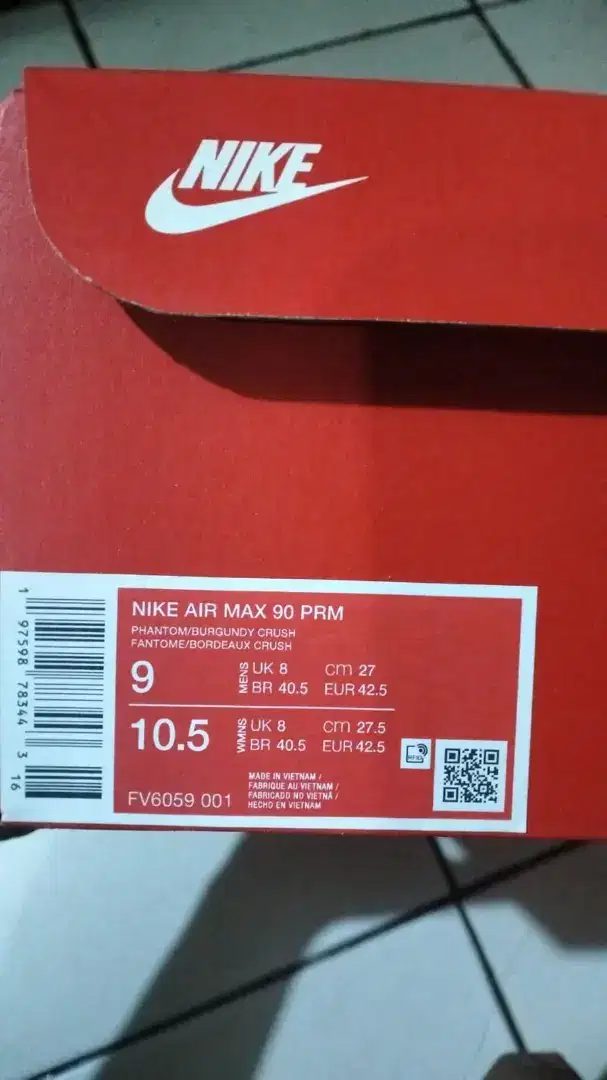 NIKE
NIKE AIR MAX 90 PRM
PHANTOM/BURGUNDY CRUSH
FANTOME/BORDEAUX CRUSH
9 MENS UK 8 cm 27
BR 40.5 EUR 42.5
10.5 WMNS UK 8 cm 27.5
BR 40.5 EUR 42.5
RFID
MADE IN VIETNAM /
FABRIQUE AU VIETNAM /
FABRICADO NO VIETNÃ /
HECHO EN VIETNAM
FV6059 001
1 97598 78344 3 16